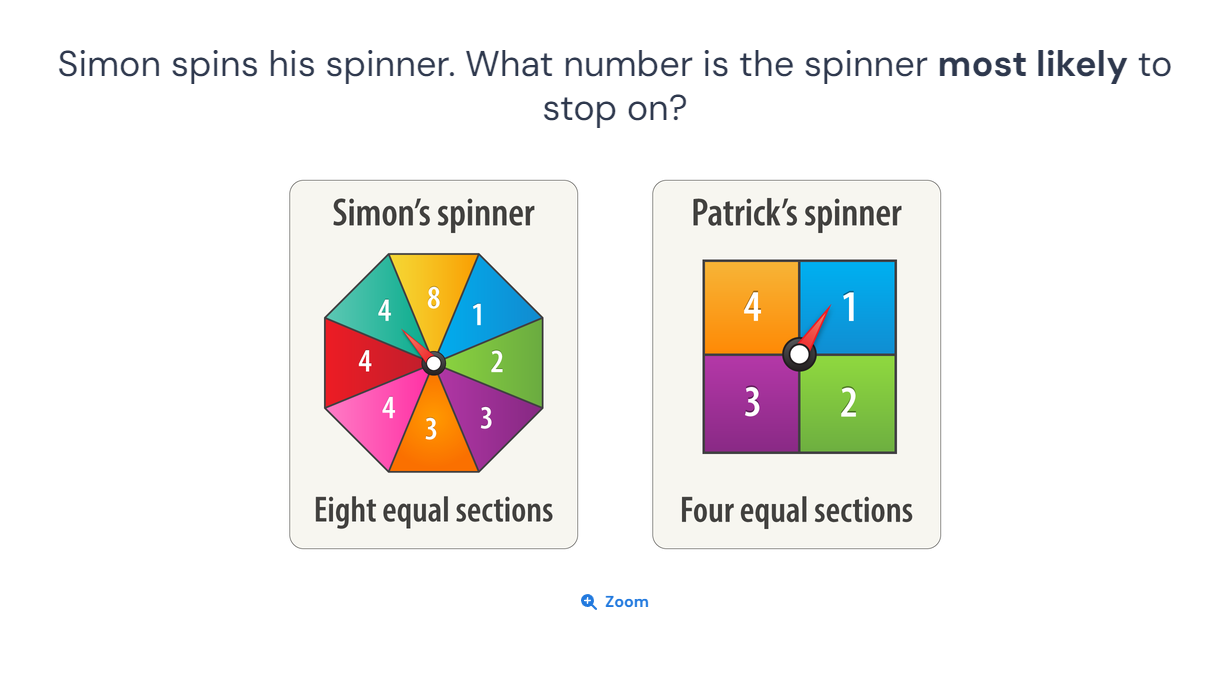 Simon spins his spinner. What number is the spinner most likely to
stop on?
Simon's spinner
8
4
1
4
2
4
3
3
Eight equal sections
Patrick's spinner
4
1
3
2
Four equal sections
Zoom